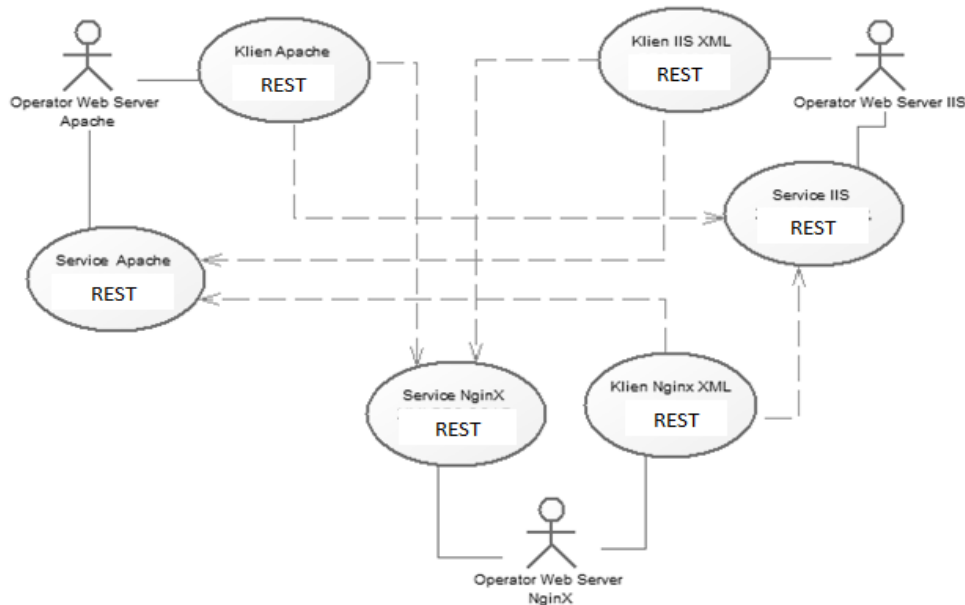 Klien Apache
REST
Operator Web Server
Apache
Klien IIS XML
REST
Operator Web Server IIS
Service IIS
REST
Service Apache
REST
Service NginX
REST
Klien Nginx XML
REST
Operator Web Server
NginX